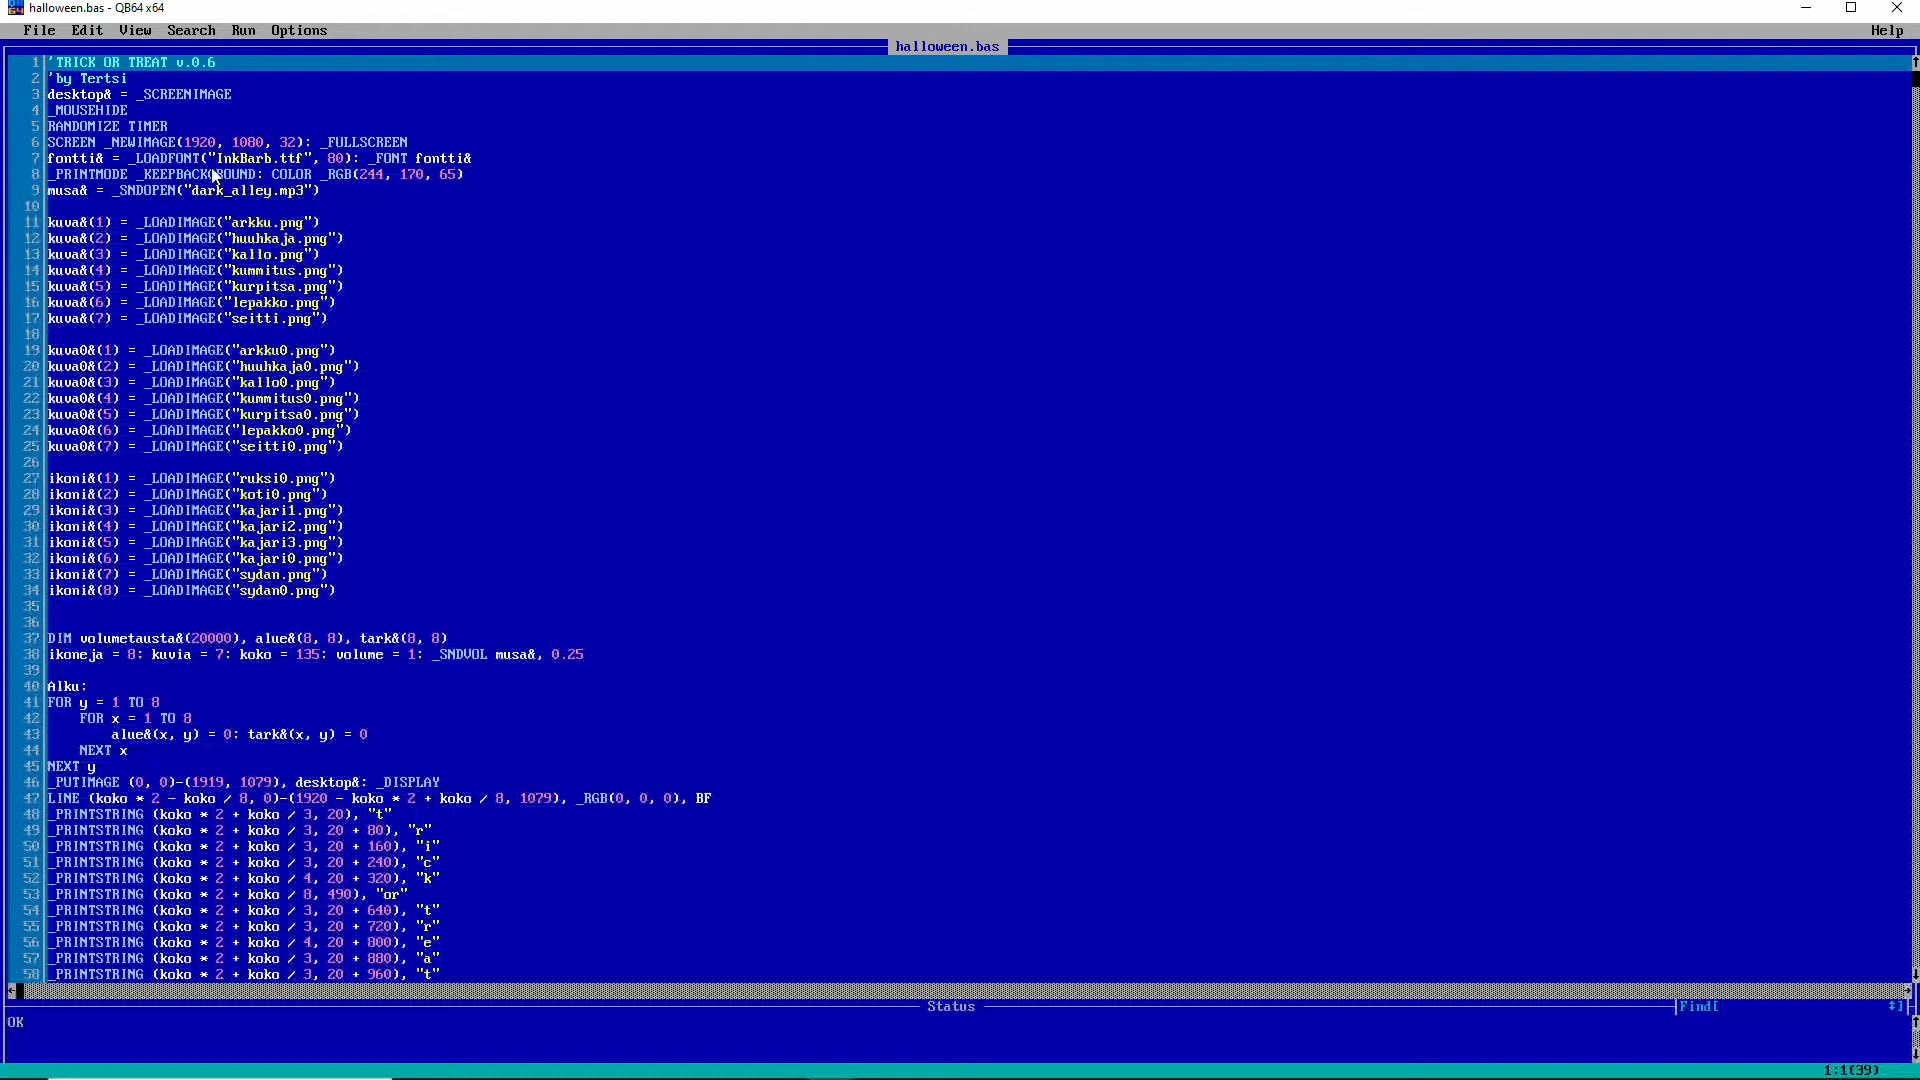 halloween.bas - QB64 x64
File Edit View Search Run Options Help
halloween.bas
1 'TRICK OR TREAT v.0.6
2 'by Tertsi
3 desktop& = _SCREENIMAGE
4 _MOUSEHIDE
5 RANDOMIZE TIMER
6 SCREEN _NEWIMAGE(1920, 1080, 32): _FULLSCREEN
7 fontti& = _LOADFONT("InkBarb.ttf", 80): _FONT fontti&
8 _PRINTMODE _KEEPBACKGROUND: COLOR _RGB(244, 170, 65)
9 musa& = _SNDOPEN("dark_alley.mp3")
10
11 kuva&(1) = _LOADIMAGE("arkku.png")
12 kuva&(2) = _LOADIMAGE("huuhkaja.png")
13 kuva&(3) = _LOADIMAGE("kallo.png")
14 kuva&(4) = _LOADIMAGE("kummitus.png")
15 kuva&(5) = _LOADIMAGE("kurpitsa.png")
16 kuva&(6) = _LOADIMAGE("lepakko.png")
17 kuva&(7) = _LOADIMAGE("seitti.png")
18
19 kuva0&(1) = _LOADIMAGE("arkku0.png")
20 kuva0&(2) = _LOADIMAGE("huuhkaja0.png")
21 kuva0&(3) = _LOADIMAGE("kallo0.png")
22 kuva0&(4) = _LOADIMAGE("kummitus0.png")
23 kuva0&(5) = _LOADIMAGE("kurpitsa0.png")
24 kuva0&(6) = _LOADIMAGE("lepakko0.png")
25 kuva0&(7) = _LOADIMAGE("seitti0.png")
26
27 ikoni&(1) = _LOADIMAGE("ruksi0.png")
28 ikoni&(2) = _LOADIMAGE("koti0.png")
29 ikoni&(3) = _LOADIMAGE("kajari1.png")
30 ikoni&(4) = _LOADIMAGE("kajari2.png")
31 ikoni&(5) = _LOADIMAGE("kajari3.png")
32 ikoni&(6) = _LOADIMAGE("kajari0.png")
33 ikoni&(7) = _LOADIMAGE("sydan.png")
34 ikoni&(8) = _LOADIMAGE("sydan0.png")
35
36
37 DIM volumetausta&(20000), alue&(8, 8), tark&(8, 8)
38 ikoneja = 8: kuvia = 7: koko = 135: volume = 1: _SNDVOL musa&, 0.25
39
40 Alku:
41 FOR y = 1 TO 8
42 FOR x = 1 TO 8
43 alue&(x, y) = 0: tark&(x, y) = 0
44 NEXT x
45 NEXT y
46 _PUTIMAGE (0, 0)-(1919, 1079), desktop&: _DISPLAY
47 LINE (koko * 2 - koko / 8, 0)-(1920 - koko * 2 + koko / 8, 1079), _RGB(0, 0, 0), BF
48 _PRINTSTRING (koko * 2 + koko / 3, 20), "t"
49 _PRINTSTRING (koko * 2 + koko / 3, 20 + 80), "r"
50 _PRINTSTRING (koko * 2 + koko / 3, 20 + 160), "i"
51 _PRINTSTRING (koko * 2 + koko / 3, 20 + 240), "c"
52 _PRINTSTRING (koko * 2 + koko / 4, 20 + 320), "k"
53 _PRINTSTRING (koko * 2 + koko / 8, 490), "or"
54 _PRINTSTRING (koko * 2 + koko / 3, 20 + 640), "t"
55 _PRINTSTRING (koko * 2 + koko / 3, 20 + 720), "r"
56 _PRINTSTRING (koko * 2 + koko / 4, 20 + 800), "e"
57 _PRINTSTRING (koko * 2 + koko / 3, 20 + 880), "a"
58 _PRINTSTRING (koko * 2 + koko / 3, 20 + 960), "t"
Status
Find[ ]
OK
1:1(39)